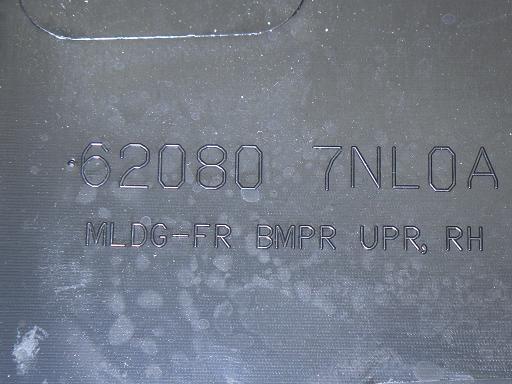 62080 7NL0A
MLDG-FR BMPR UPR, RH